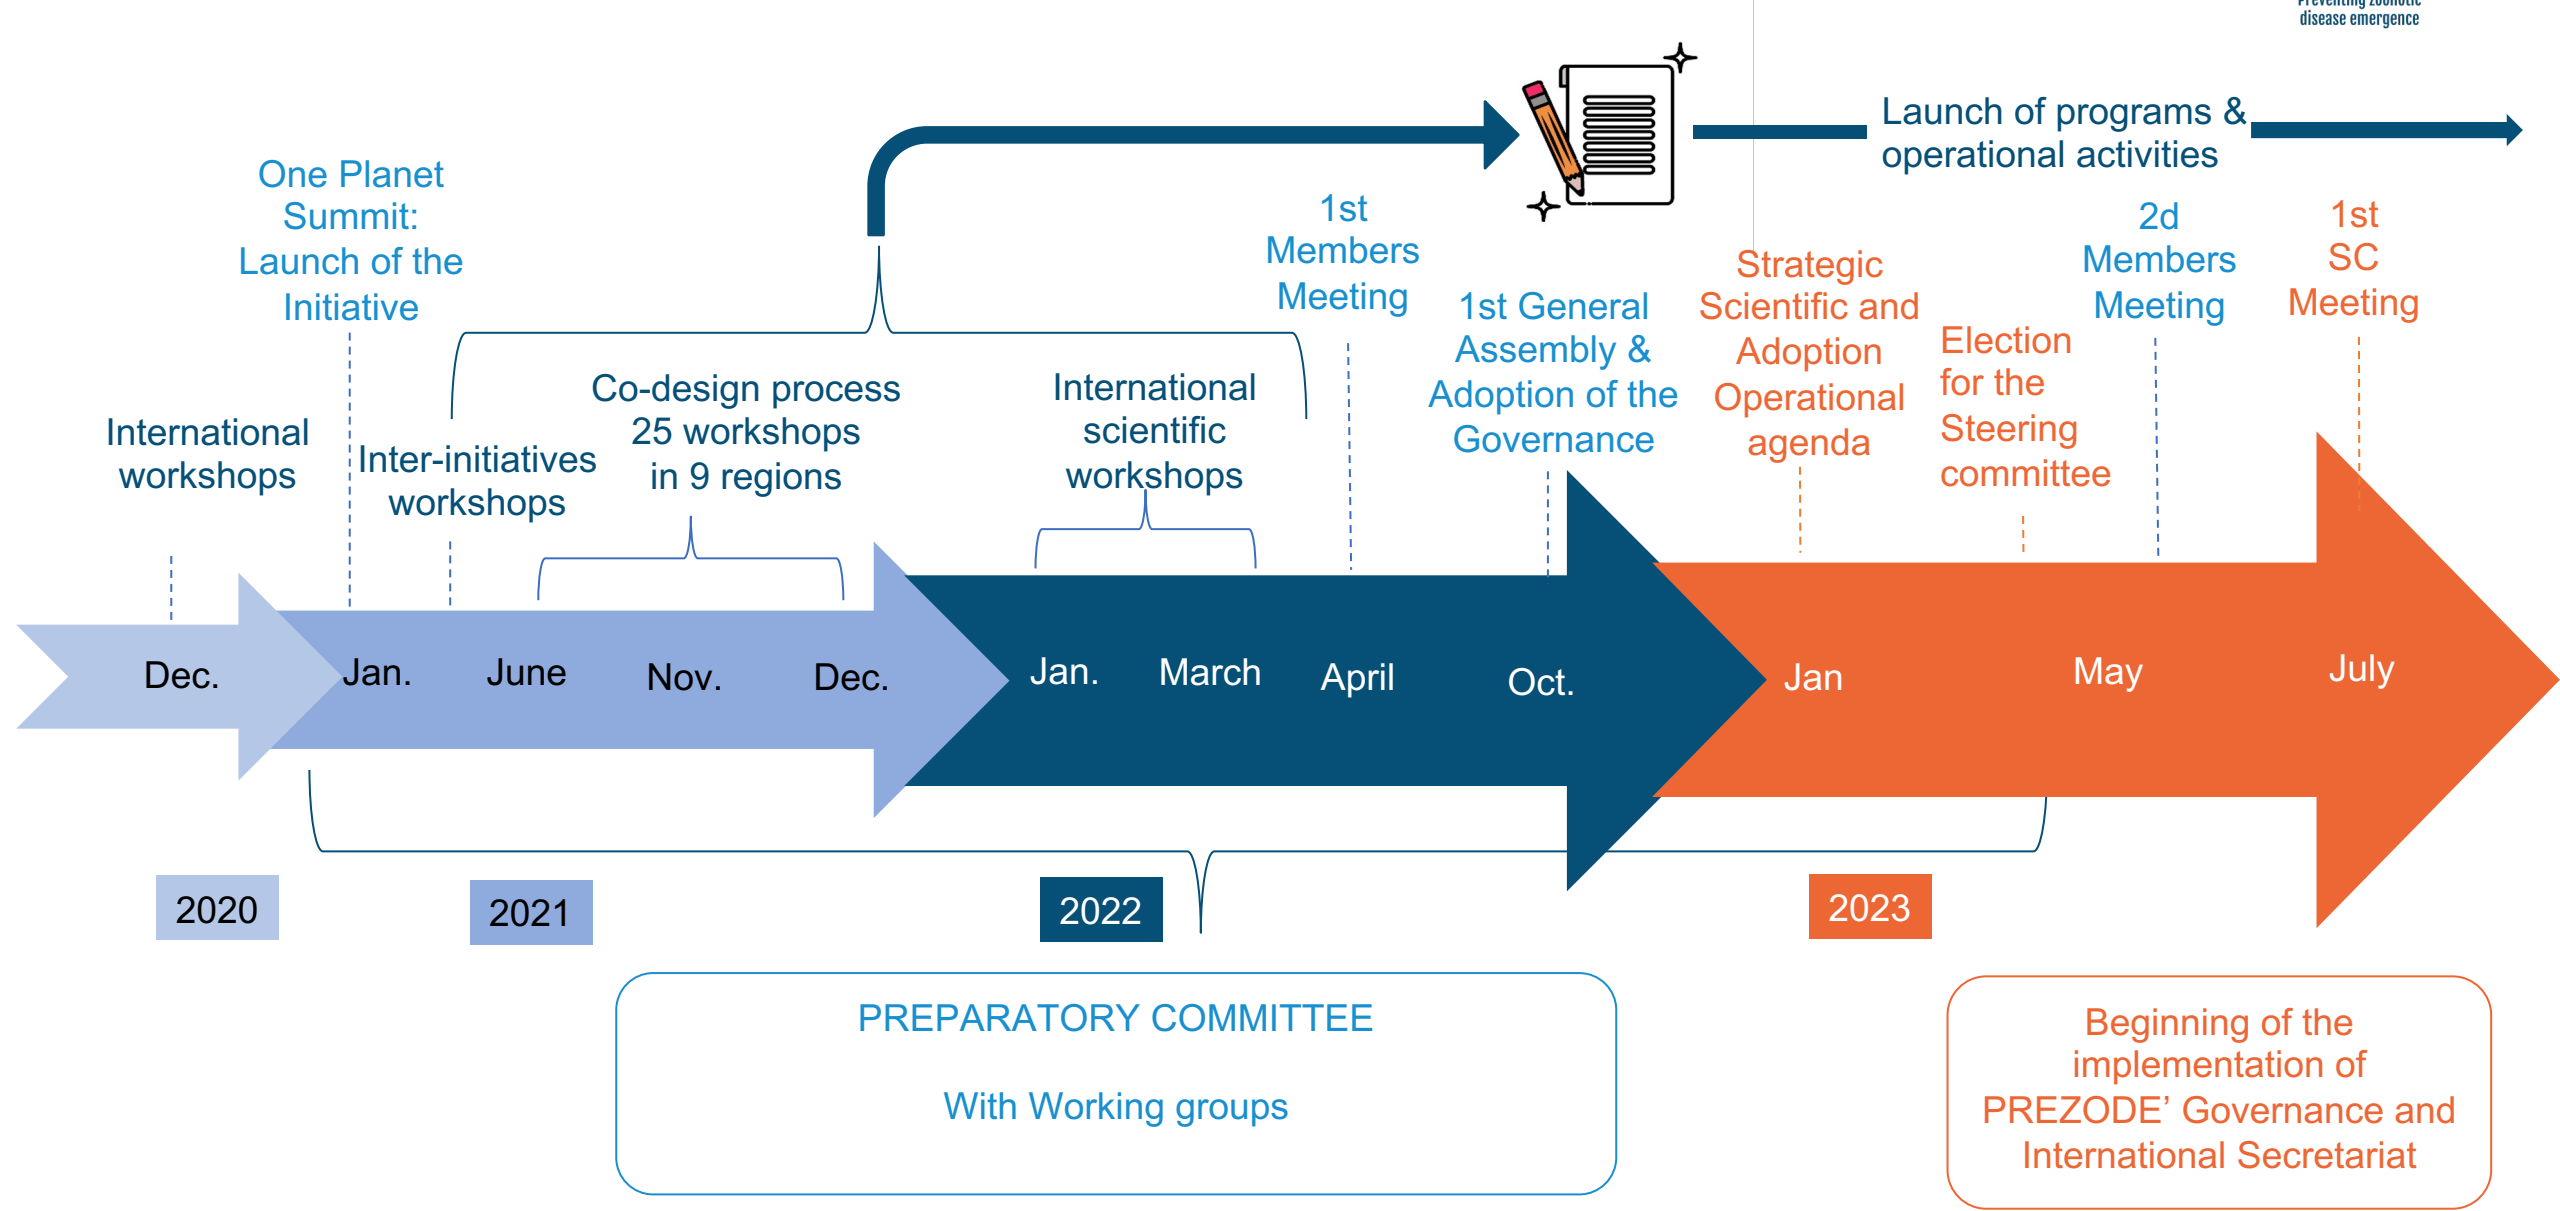 Preventing zoonotic
disease emergence
Launch of programs &
operational activities
One Planet
Summit:
Launch of the
Initiative
1st
Members
Meeting
2d
Members
Meeting
1st
SC
Meeting
Strategic
Scientific and
Adoption
Operational
agenda
1st General
Assembly &
Adoption of the
Governance
Election
for the
Steering
committee
International
workshops
Inter-initiatives
workshops
Co-design process
25 workshops
in 9 regions
International
scientific
workshops
Dec.
Jan.
June
Nov.
Dec.
Jan.
March
April
Oct.
Jan
May
July
2020
2021
2022
2023
PREPARATORY COMMITTEE
With Working groups
Beginning of the
implementation of
PREZODE’ Governance and
International Secretariat